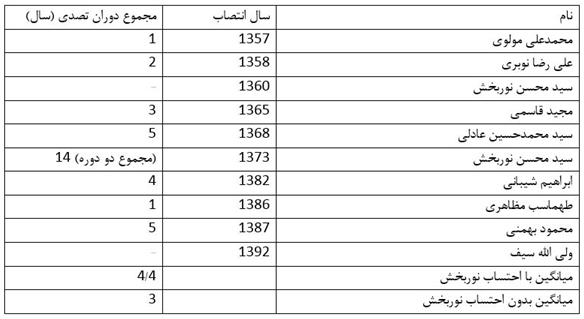 نام سال انتصاب مجموع دوران تصدی (سال)
محمدعلی مولوی 1357 1
علی رضا نوبری 1358 2
سید محسن نوربخش 1360 –
مجید قاسمی 1365 3
سید محمدحسین عادلی 1368 5
سید محسن نوربخش 1373 (مجموع دو دوره) 14
ابراهیم شیبانی 1382 4
طهماسب مظاهری 1386 1
محمود بهمنی 1387 5
ولی الله سیف 1392 –
میانگین با احتساب نوربخش 4/4
میانگین بدون احتساب نوربخش 3